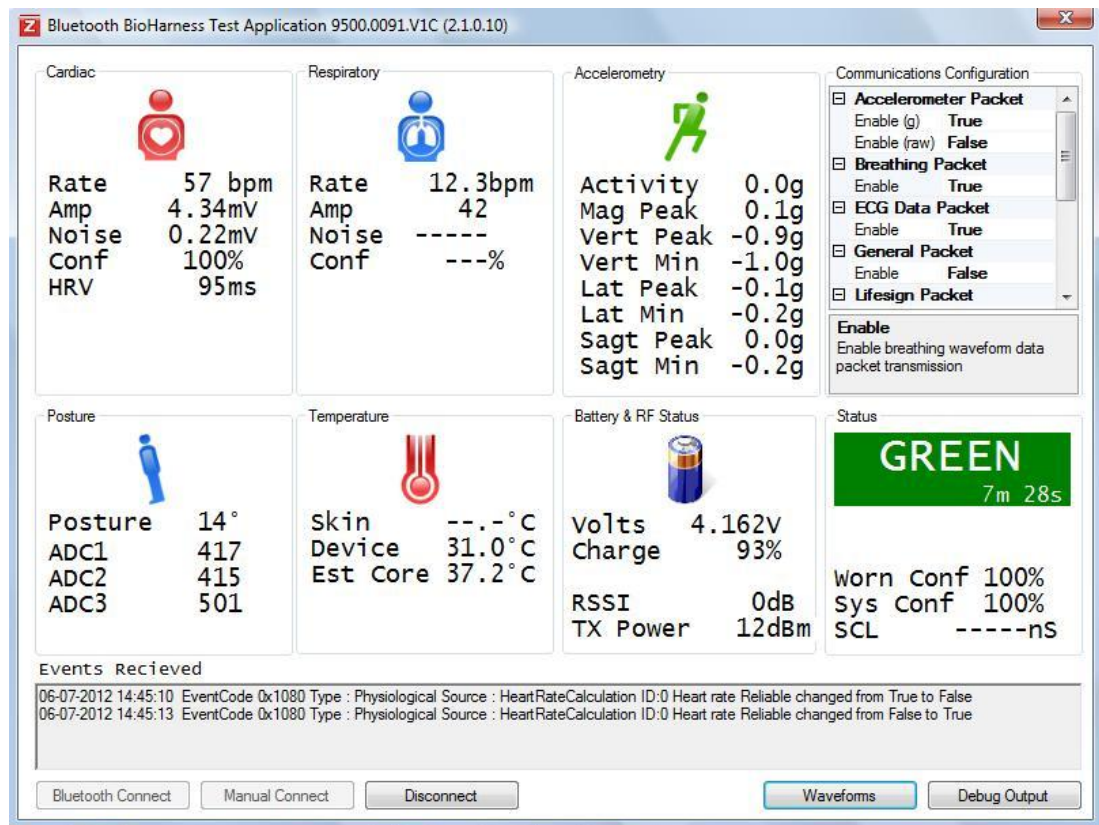 Z Bluetooth BioHarness Test Application 9500.0091.V1C (2.1.0.10)
Cardiac
Rate 57 bpm
Amp 4.34mV
Noise 0.22mV
Conf 100%
HRV 95ms
Respiratory
Rate 12.3bpm
Amp 42
Noise -----
Conf ---%
Accelerometry
Activity 0.0g
Mag Peak 0.1g
Vert Peak -0.9g
Vert Min -1.0g
Lat Peak -0.1g
Lat Min -0.2g
Sagt Peak 0.0g
Sagt Min -0.2g
Communications Configuration
Accelerometer Packet
Enable (g) True
Enable (raw) False
Breathing Packet
Enable True
ECG Data Packet
Enable True
General Packet
Enable False
Lifesign Packet
Enable
Enable breathing waveform data
packet transmission
Posture
Posture 14°
ADC1 417
ADC2 415
ADC3 501
Temperature
Skin --.-°C
Device 31.0°C
Est Core 37.2°C
Battery & RF Status
Volts 4.162V
Charge 93%
RSSI 0dB
TX Power 12dBm
Status
GREEN
7m 28s
Worn Conf 100%
Sys Conf 100%
SCL -----nS
Events Recieved
06-07-2012 14:45:10 EventCode 0x1080 Type : Physiological Source : HeartRateCalculation ID:0 Heart rate Reliable changed from True to False
06-07-2012 14:45:13 EventCode 0x1080 Type : Physiological Source : HeartRateCalculation ID:0 Heart rate Reliable changed from False to True
Bluetooth Connect Manual Connect Disconnect Waveforms Debug Output